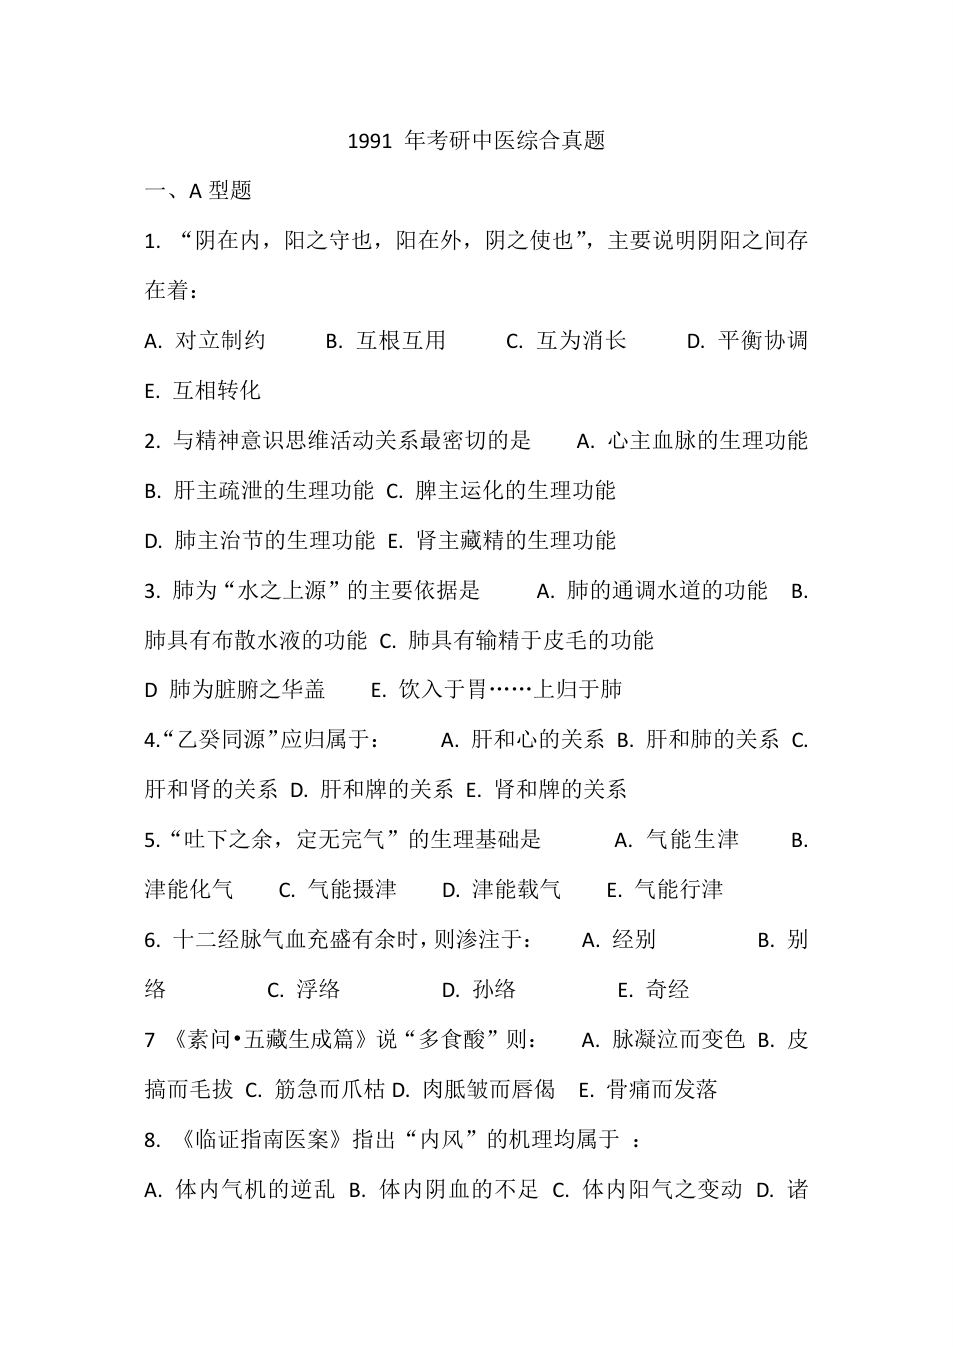 1991 年考研中医综合真题
一、A 型题
1. “阴在内，阳之守也，阳在外，阴之使也”，主要说明阴阳之间存
在着：
A. 对立制约 B. 互根互用 C. 互为消长 D. 平衡协调
E. 互相转化
2. 与精神意识思维活动关系最密切的是 A. 心主血脉的生理功能
B. 肝主疏泄的生理功能 C. 脾主运化的生理功能
D. 肺主治节的生理功能 E. 肾主藏精的生理功能
3. 肺为“水之上源”的主要依据是 A. 肺的通调水道的功能 B.
肺具有布散水液的功能 C. 肺具有输精于皮毛的功能
D 肺为脏腑之华盖 E. 饮入于胃……上归于肺
4.“乙癸同源”应归属于： A. 肝和心的关系 B. 肝和肺的关系 C.
肝和肾的关系 D. 肝和牌的关系 E. 肾和牌的关系
5.“吐下之余，定无完气”的生理基础是 A. 气能生津 B.
津能化气 C. 气能摄津 D. 津能载气 E. 气能行津
6. 十二经脉气血充盛有余时，则渗注于： A. 经别 B. 别
络 C. 浮络 D. 孙络 E. 奇经
7 《素问•五藏生成篇》说“多食酸”则： A. 脉凝泣而变色 B. 皮
搞而毛拔 C. 筋急而爪枯 D. 肉胝皱而唇偈 E. 骨痛而发落
8. 《临证指南医案》指出“内风”的机理均属于 ：
A. 体内气机的逆乱 B. 体内阴血的不足 C. 体内阳气之变动 D. 诸